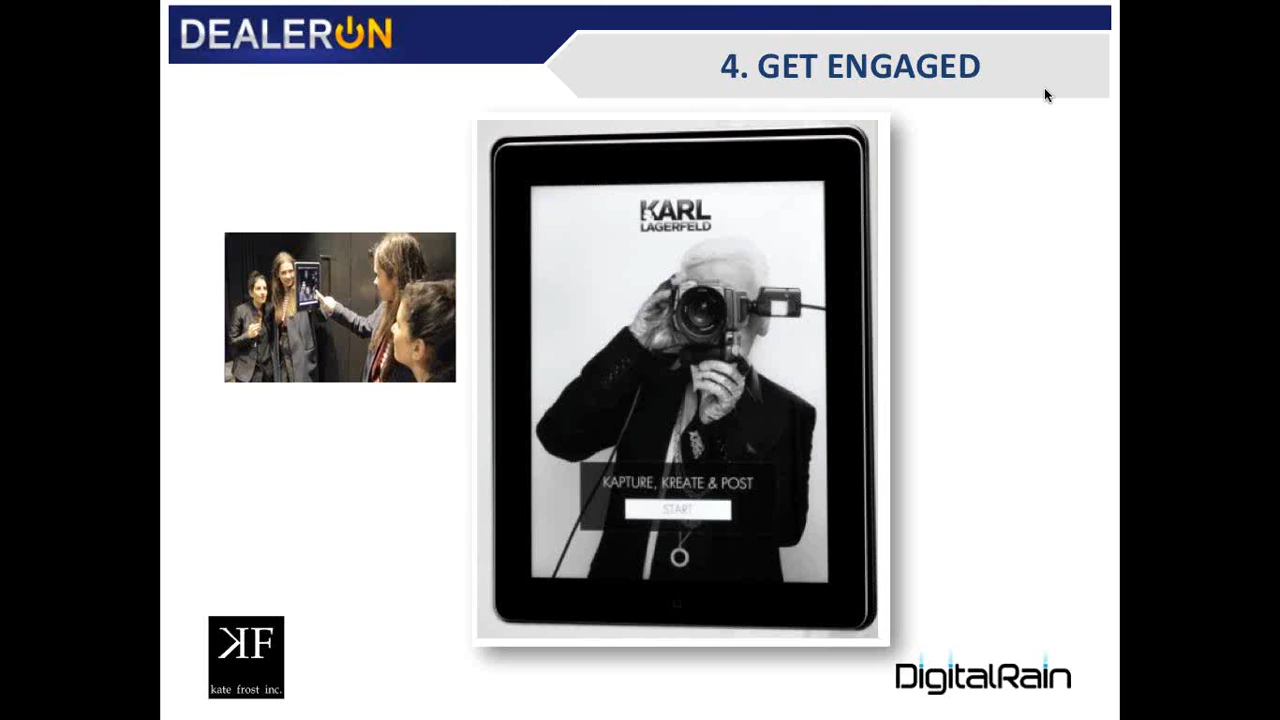 DEALERON
4. GET ENGAGED
KARL
LAGERFELD
KAPTURE, KREATE & POST
START
KF
kate frost inc.
DigitalRain